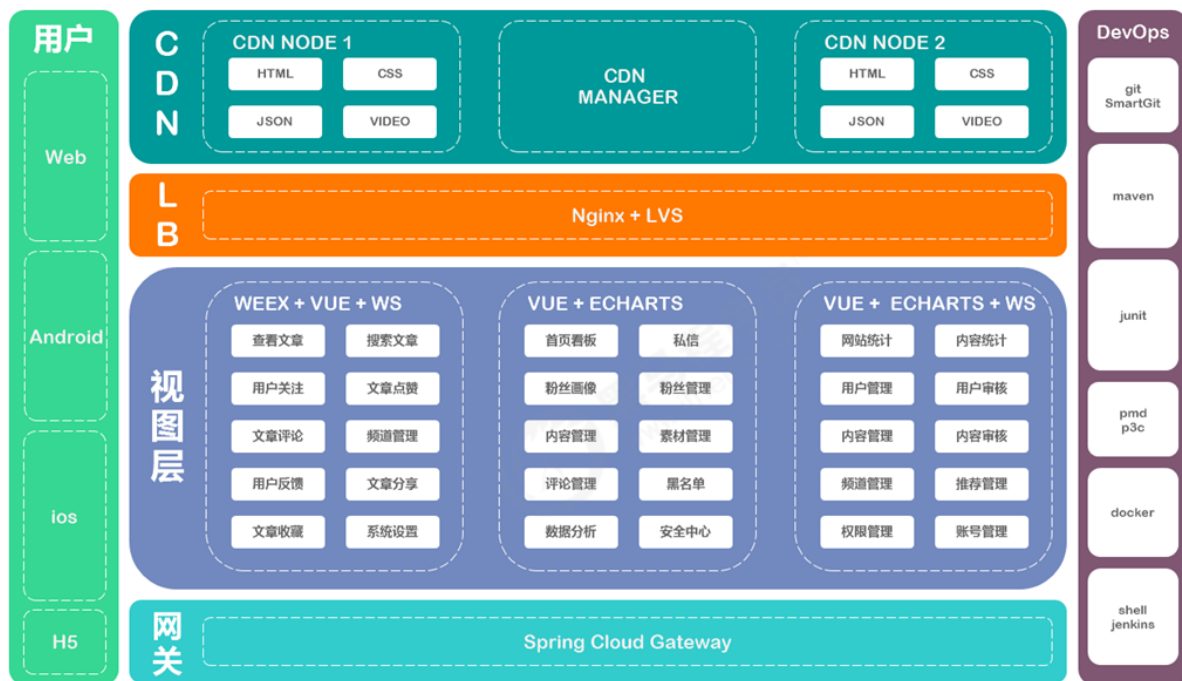 用户
Web
Android
ios
H5
CDN
CDN NODE 1
HTML
CSS
JSON
VIDEO
CDN
MANAGER
CDN NODE 2
HTML
CSS
JSON
VIDEO
LB
Nginx + LVS
视图层
WEEX + VUE + WS
查看文章
搜索文章
用户关注
文章点赞
文章评论
频道管理
用户反馈
文章分享
文章收藏
系统设置
VUE + ECHARTS
首页看板
私信
粉丝画像
粉丝管理
内容管理
素材管理
评论管理
黑名单
数据分析
安全中心
VUE + ECHARTS + WS
网站统计
内容统计
用户管理
用户审核
内容管理
内容审核
频道管理
推荐管理
权限管理
账号管理
网关
Spring Cloud Gateway
DevOps
git
SmartGit
maven
junit
pmd
p3c
docker
shell
jenkins